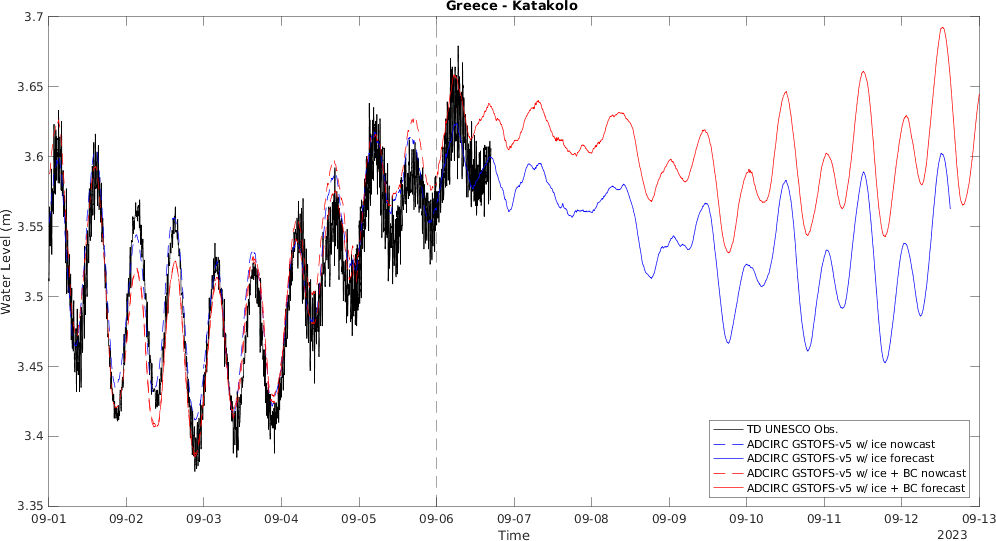 Greece - Katakolo
3.7
3.65
3.6
3.55
3.5
3.45
3.4
3.35
Water Level (m)
09-01 09-02 09-03 09-04 09-05 09-06 09-07 09-08 09-09 09-10 09-11 09-12 09-13
Time
2023
TD UNESCO Obs.
ADCIRC GSTOFS-v5 w/ ice nowcast
ADCIRC GSTOFS-v5 w/ ice forecast
ADCIRC GSTOFS-v5 w/ ice + BC nowcast
ADCIRC GSTOFS-v5 w/ ice + BC forecast